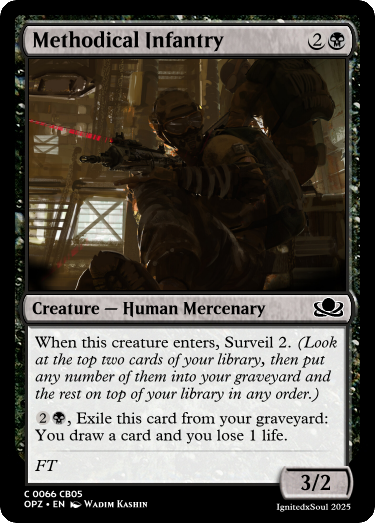 Methodical Infantry 2
Creature — Human Mercenary
When this creature enters, Surveil 2. (Look
at the top two cards of your library, then put
any number of them into your graveyard and
the rest on top of your library in any order.)
2, Exile this card from your graveyard:
You draw a card and you lose 1 life.
FT
3/2
C 0066 CB05
OPZ • EN Wadim Kashin
IgnitedxSoul 2025